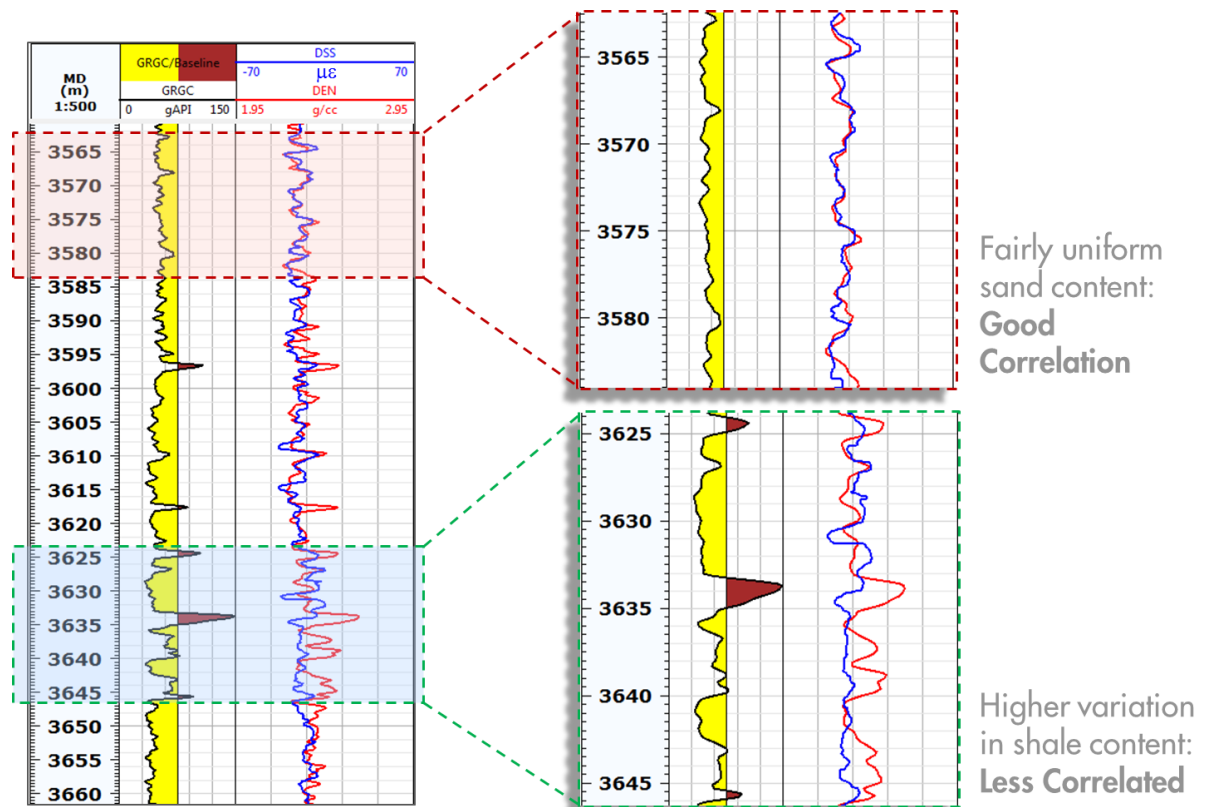 MD
(m)
1:500
GRGC/Baseline
GRGC
0 gAPI 150
DSS
-70 με 70
DEN
1.95 g/cc 2.95
3565
3570
3575
3580
3585
3590
3595
3600
3605
3610
3615
3620
3625
3630
3635
3640
3645
3650
3655
3660
3565
3570
3575
3580
Fairly uniform
sand content:
Good
Correlation
3625
3630
3635
3640
3645
Higher variation
in shale content:
Less Correlated